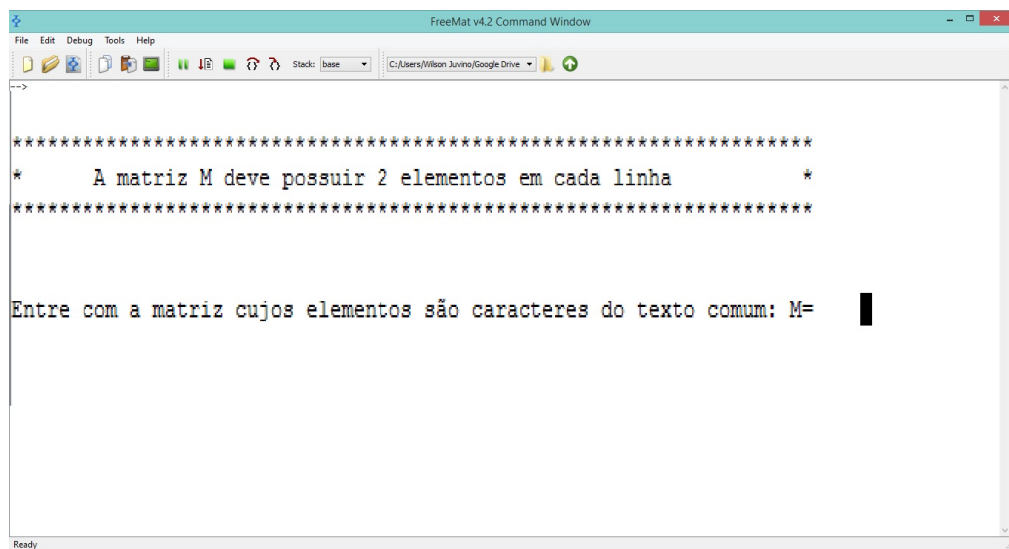 FreeMat v4.2 Command Window
File Edit Debug Tools Help
Stack: base C:/Users/Wilson Juvino/Google Drive
-->
*******************************************************************
* A matriz M deve possuir 2 elementos em cada linha *
*******************************************************************
Entre com a matriz cujos elementos são caracteres do texto comum: M=
Ready